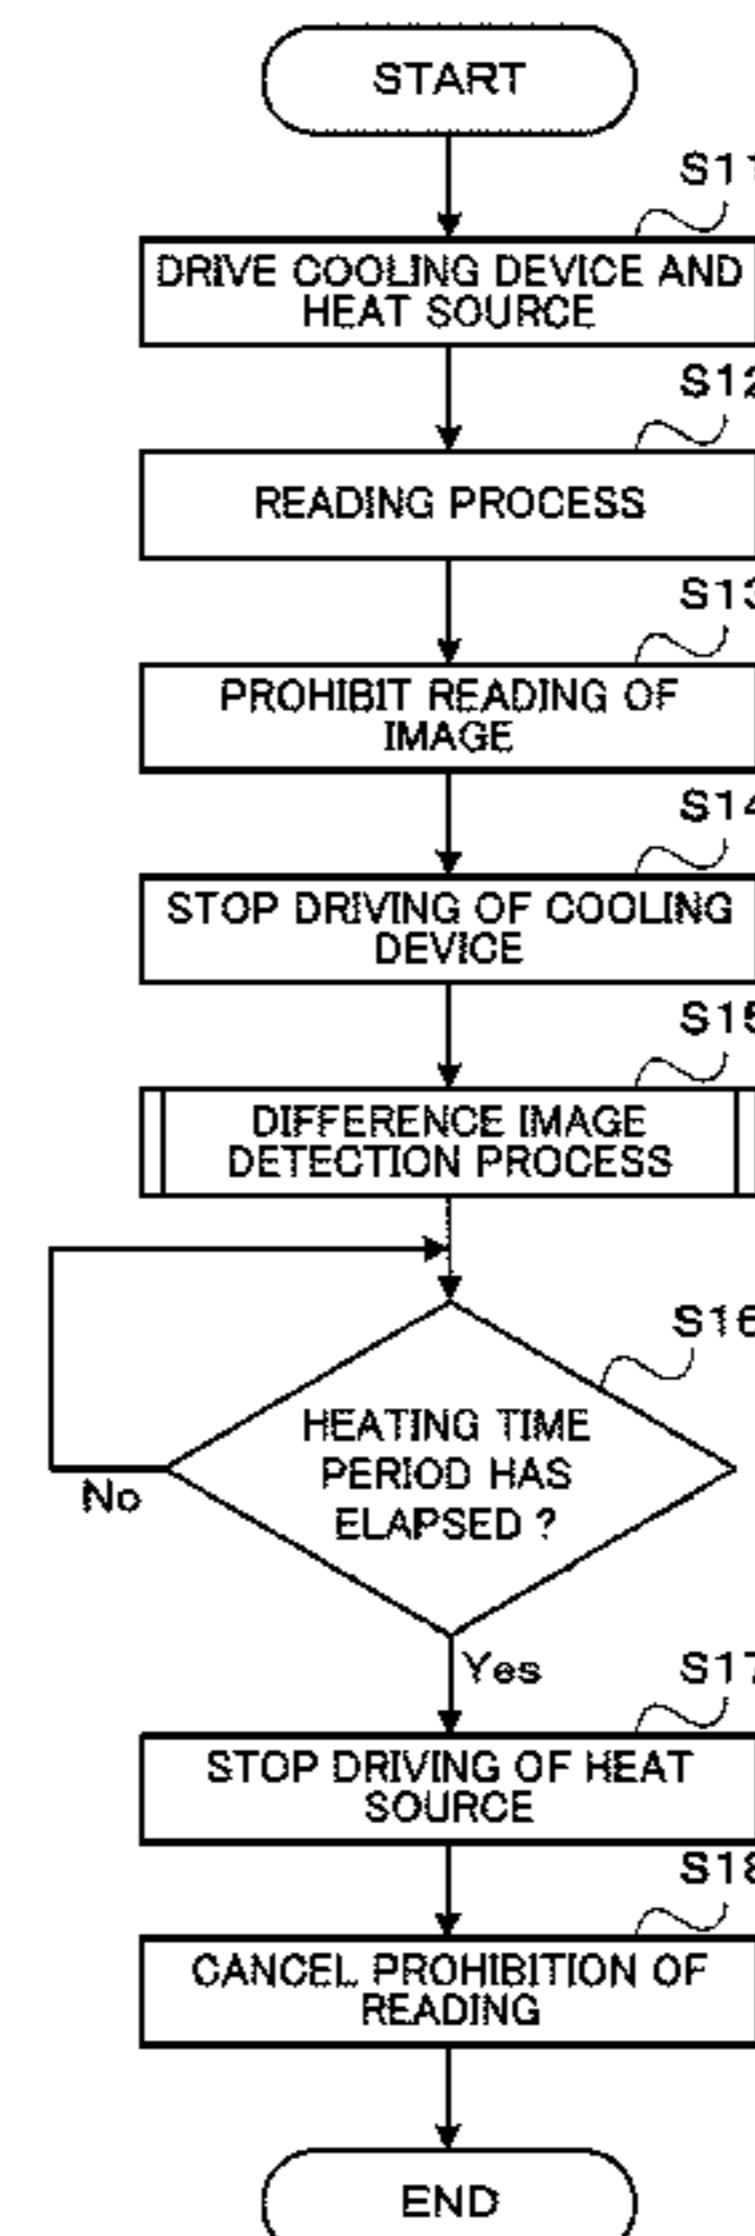 START
S11
DRIVE COOLING DEVICE AND
HEAT SOURCE
S12
READING PROCESS
S13
PROHIBIT READING OF
IMAGE
S14
STOP DRIVING OF COOLING
DEVICE
S15
DIFFERENCE IMAGE
DETECTION PROCESS
S16
HEATING TIME
PERIOD HAS
ELAPSED ?
No
Yes
S17
STOP DRIVING OF HEAT
SOURCE
S18
CANCEL PROHIBITION OF
READING
END